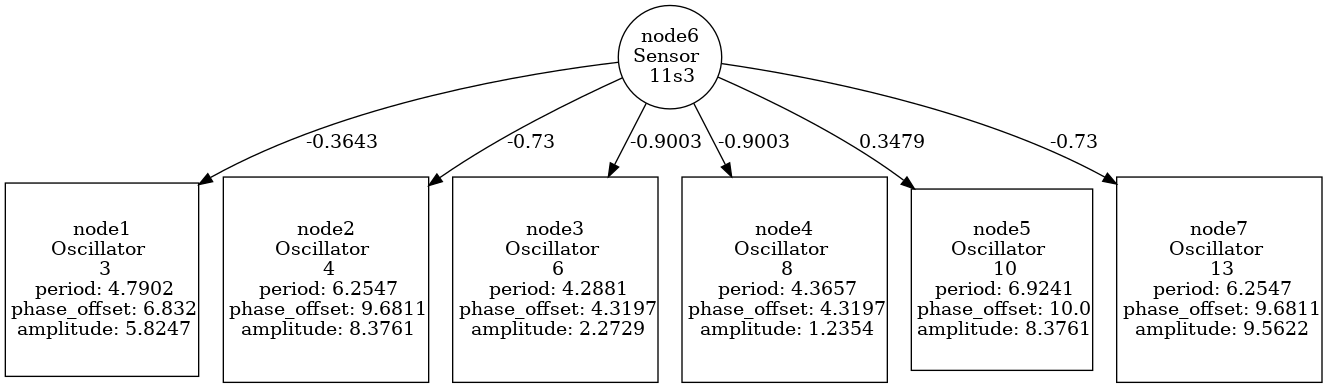 node6
Sensor
11s3
-0.3643
-0.73
-0.9003
-0.9003
0.3479
-0.73
node1
Oscillator
3
period: 4.7902
phase_offset: 6.832
amplitude: 5.8247
node2
Oscillator
4
period: 6.2547
phase_offset: 9.6811
amplitude: 8.3761
node3
Oscillator
6
period: 4.2881
phase_offset: 4.3197
amplitude: 2.2729
node4
Oscillator
8
period: 4.3657
phase_offset: 4.3197
amplitude: 1.2354
node5
Oscillator
10
period: 6.9241
phase_offset: 10.0
amplitude: 8.3761
node7
Oscillator
13
period: 6.2547
phase_offset: 9.6811
amplitude: 9.5622